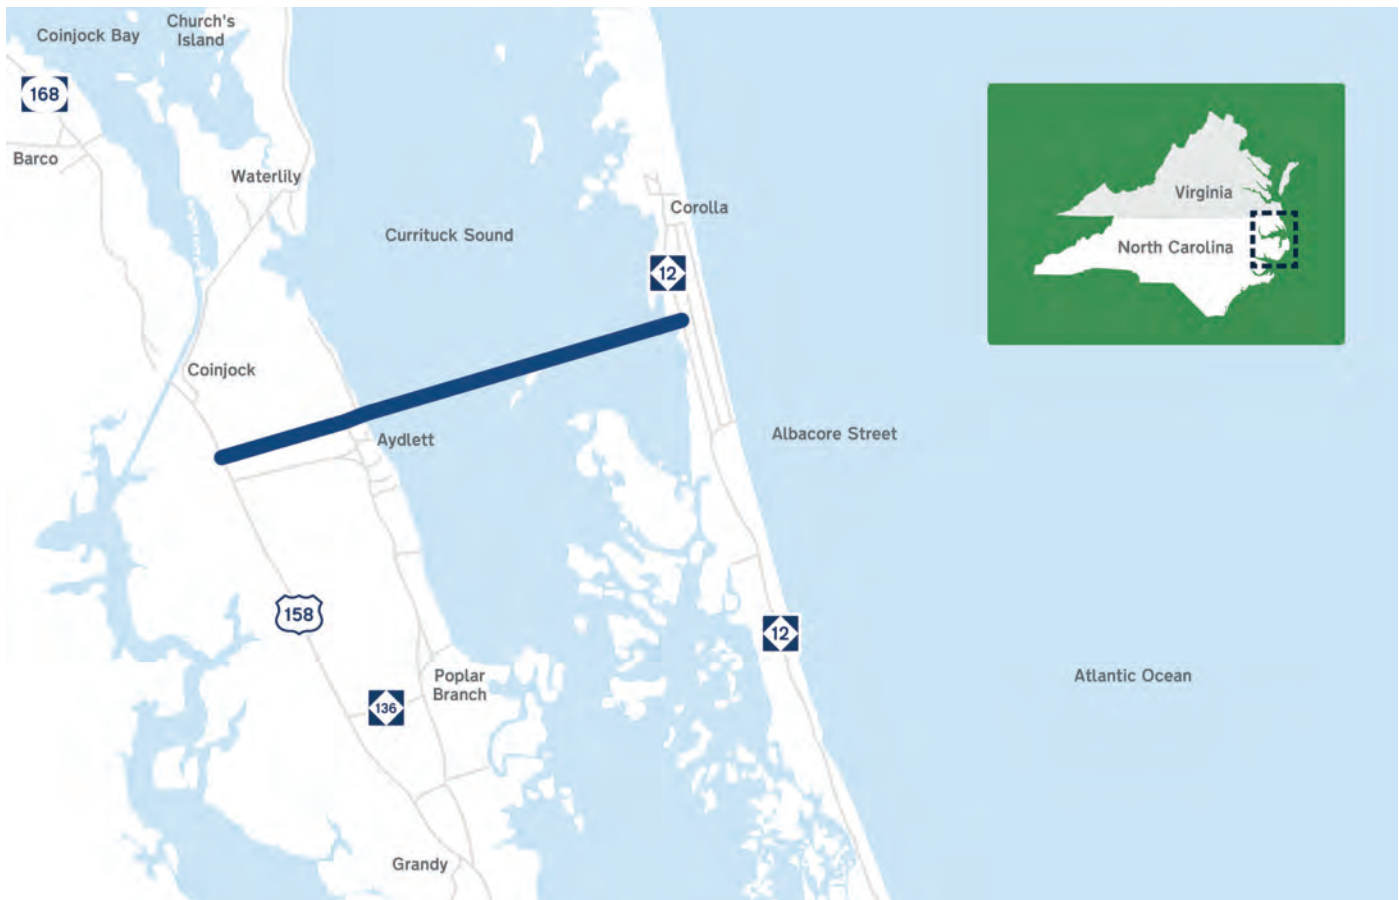 Coinjock Bay
Church's
Island
168
Barco
Waterlily
Corolla
Currituck Sound
12
Virginia
North Carolina
Coinjock
Aydlett
Albacore Street
158
12
Poplar
Branch
136
Atlantic Ocean
Grandy